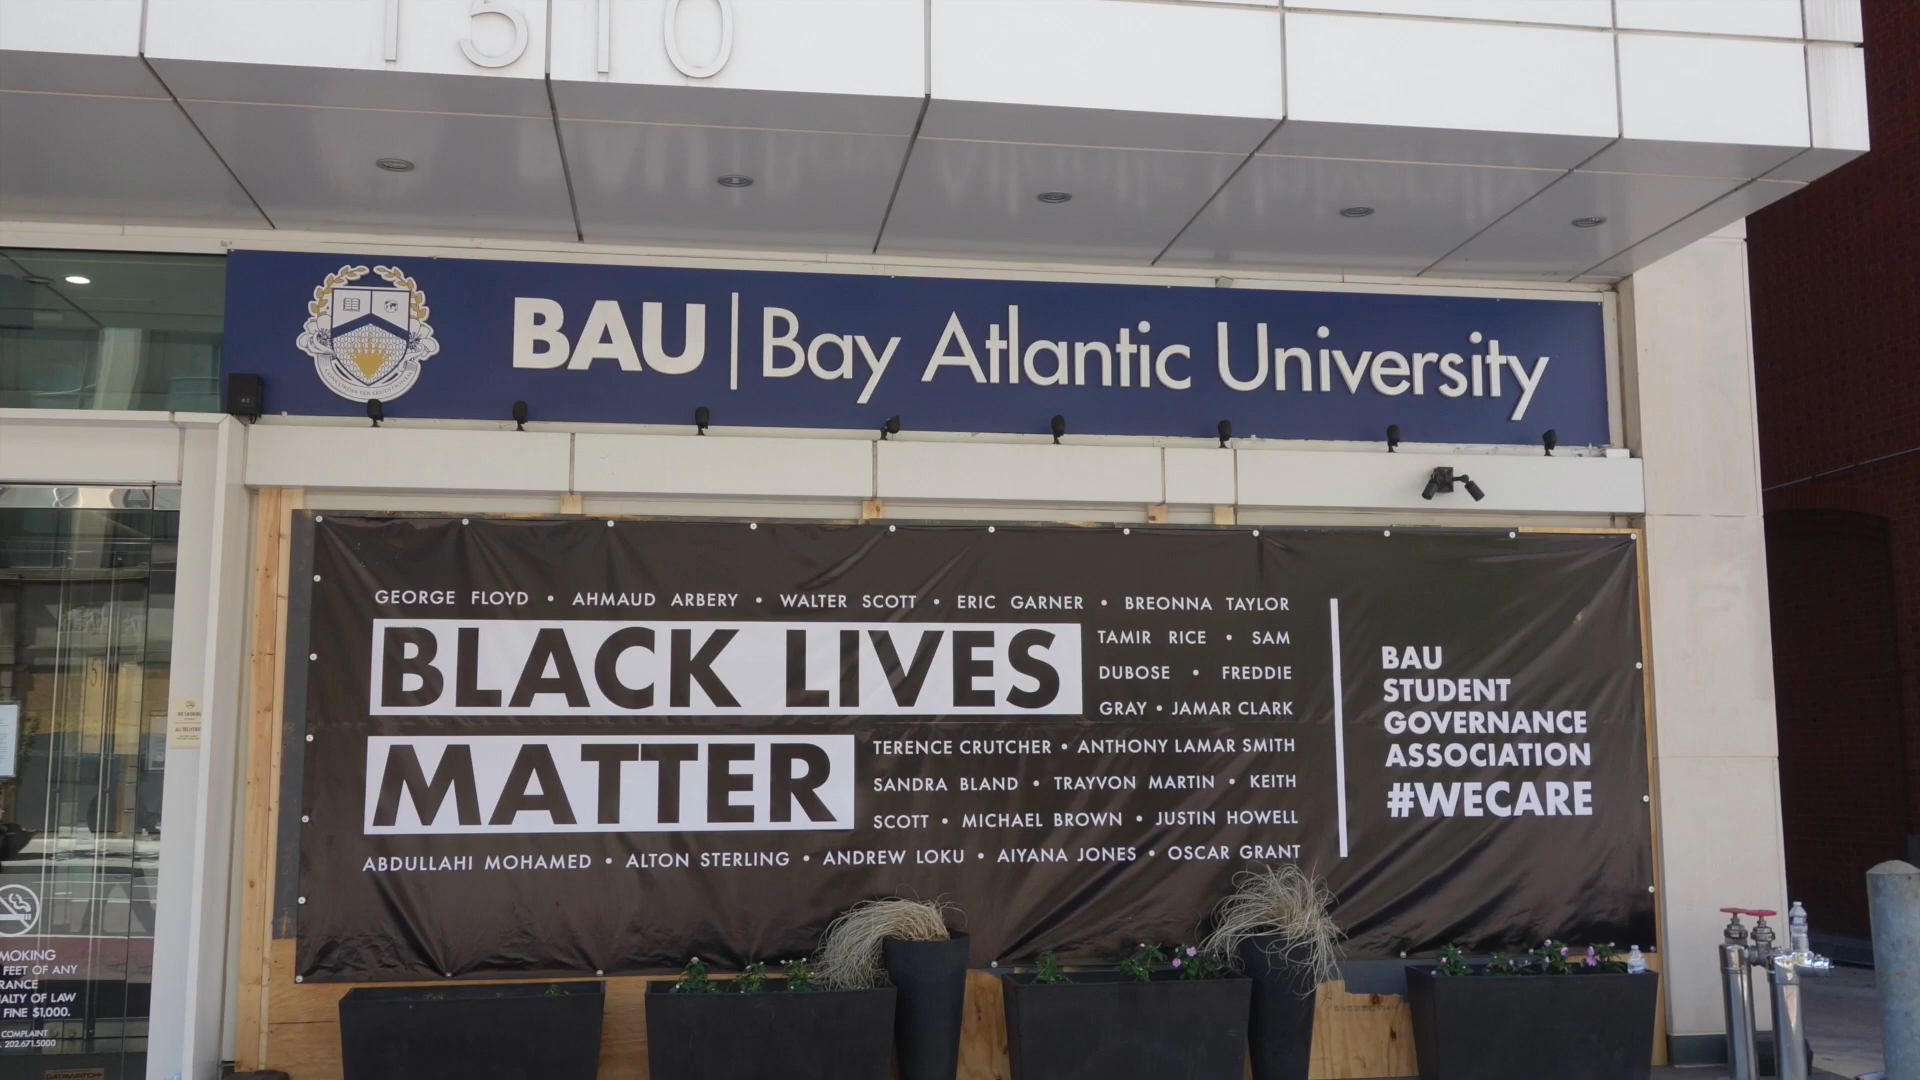 1510
BAU | Bay Atlantic University
GEORGE FLOYD • AHMAUD ARBERY • WALTER SCOTT • ERIC GARNER • BREONNA TAYLOR
BLACK LIVES
TAMIR RICE • SAM
DUBOSE • FREDDIE
GRAY • JAMAR CLARK
MATTER
TERENCE CRUTCHER • ANTHONY LAMAR SMITH
SANDRA BLAND • TRAYVON MARTIN • KEITH
SCOTT • MICHAEL BROWN • JUSTIN HOWELL
ABDULLAHI MOHAMED • ALTON STERLING • ANDREW LOKU • AIYANA JONES • OSCAR GRANT
BAU
STUDENT
GOVERNANCE
ASSOCIATION
#WECARE
MOKING
FEET OF ANY
RANCE
ALTY OF LAW
FINE $1,000.
COMPLAINT
202.671.5000